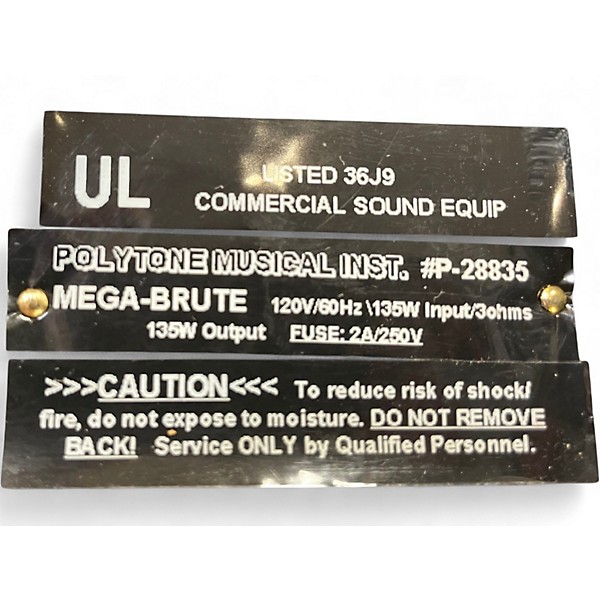 UL
LISTED 36J9
COMMERCIAL SOUND EQUIP
POLYTONE MUSICAL INST. #P-28835
MEGA-BRUTE 120V/60Hz \135W Input/3ohms
135W Output FUSE: 2A/250V
>>>CAUTION<<< To reduce risk of shock/
fire, do not expose to moisture. DO NOT REMOVE
BACK! Service ONLY by Qualified Personnel.